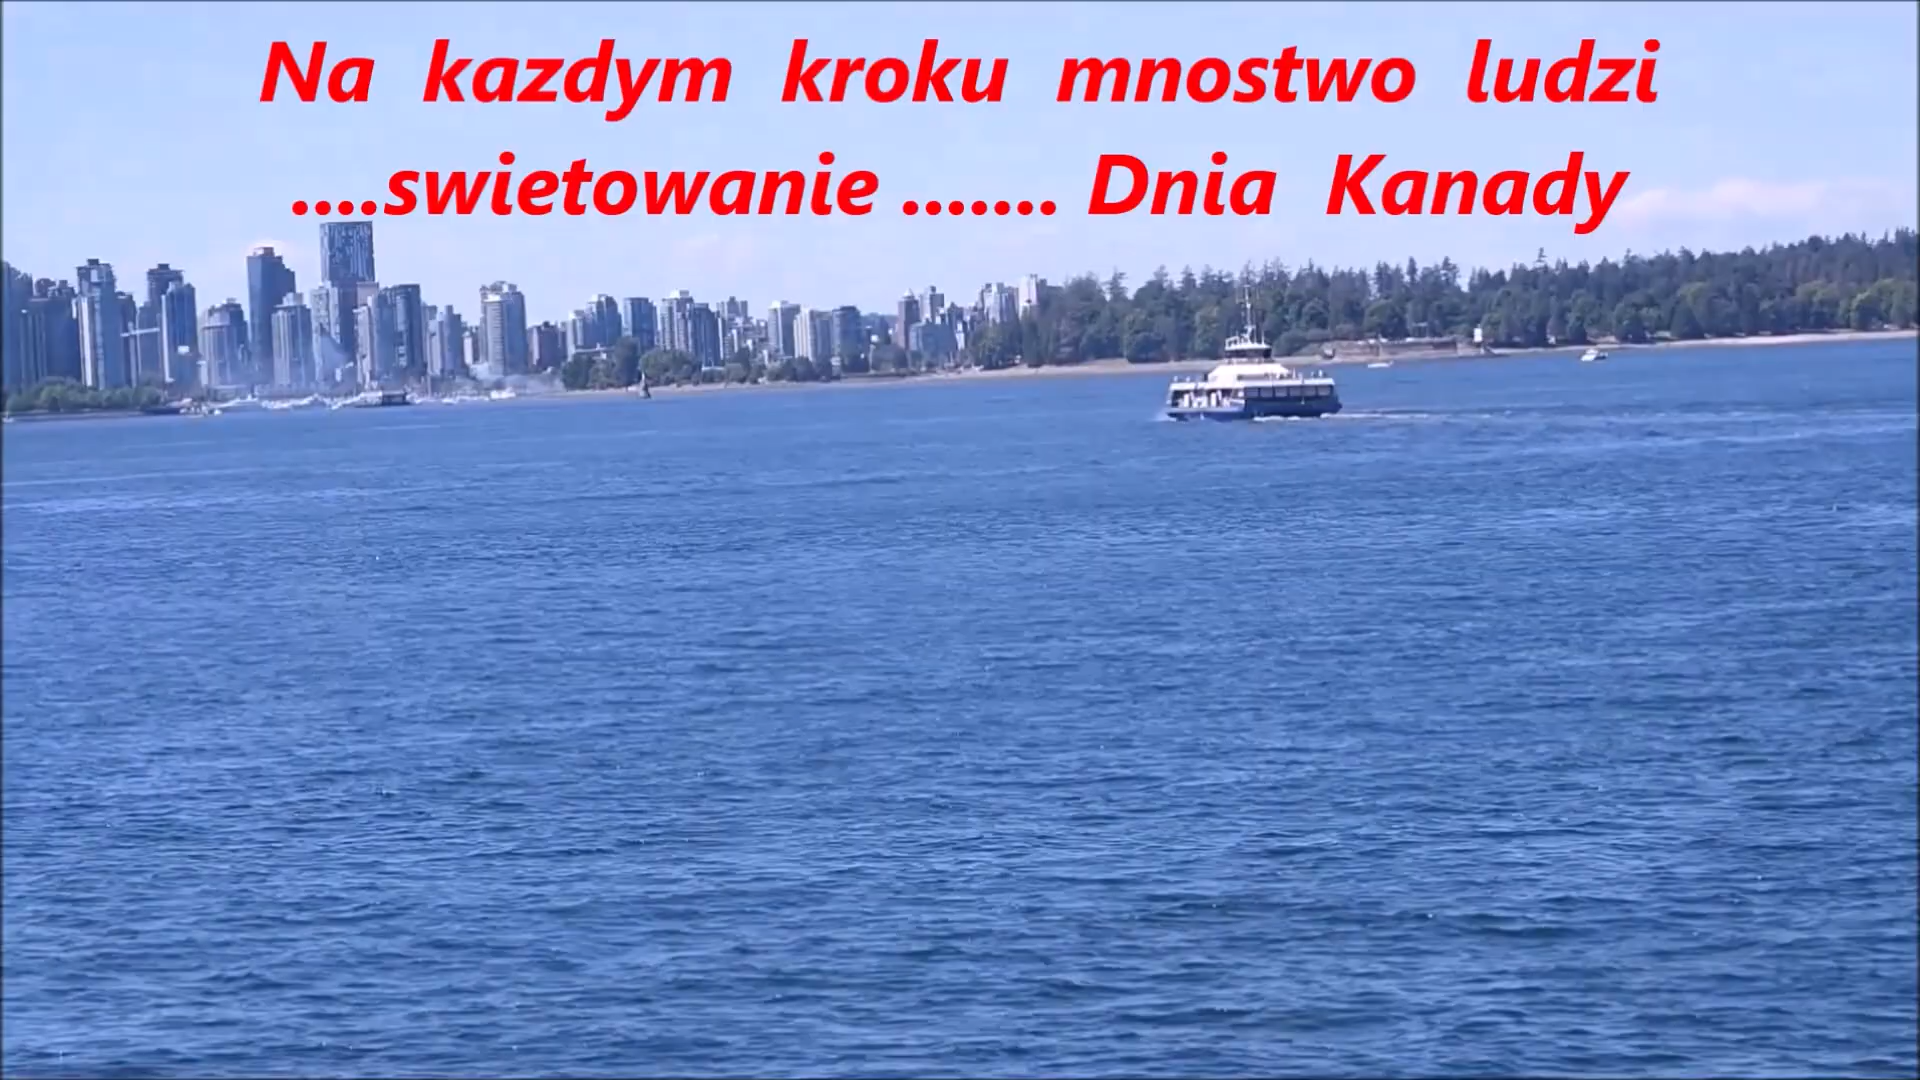 Na kazdym kroku mnostwo ludzi
....swietowanie ....... Dnia Kanady